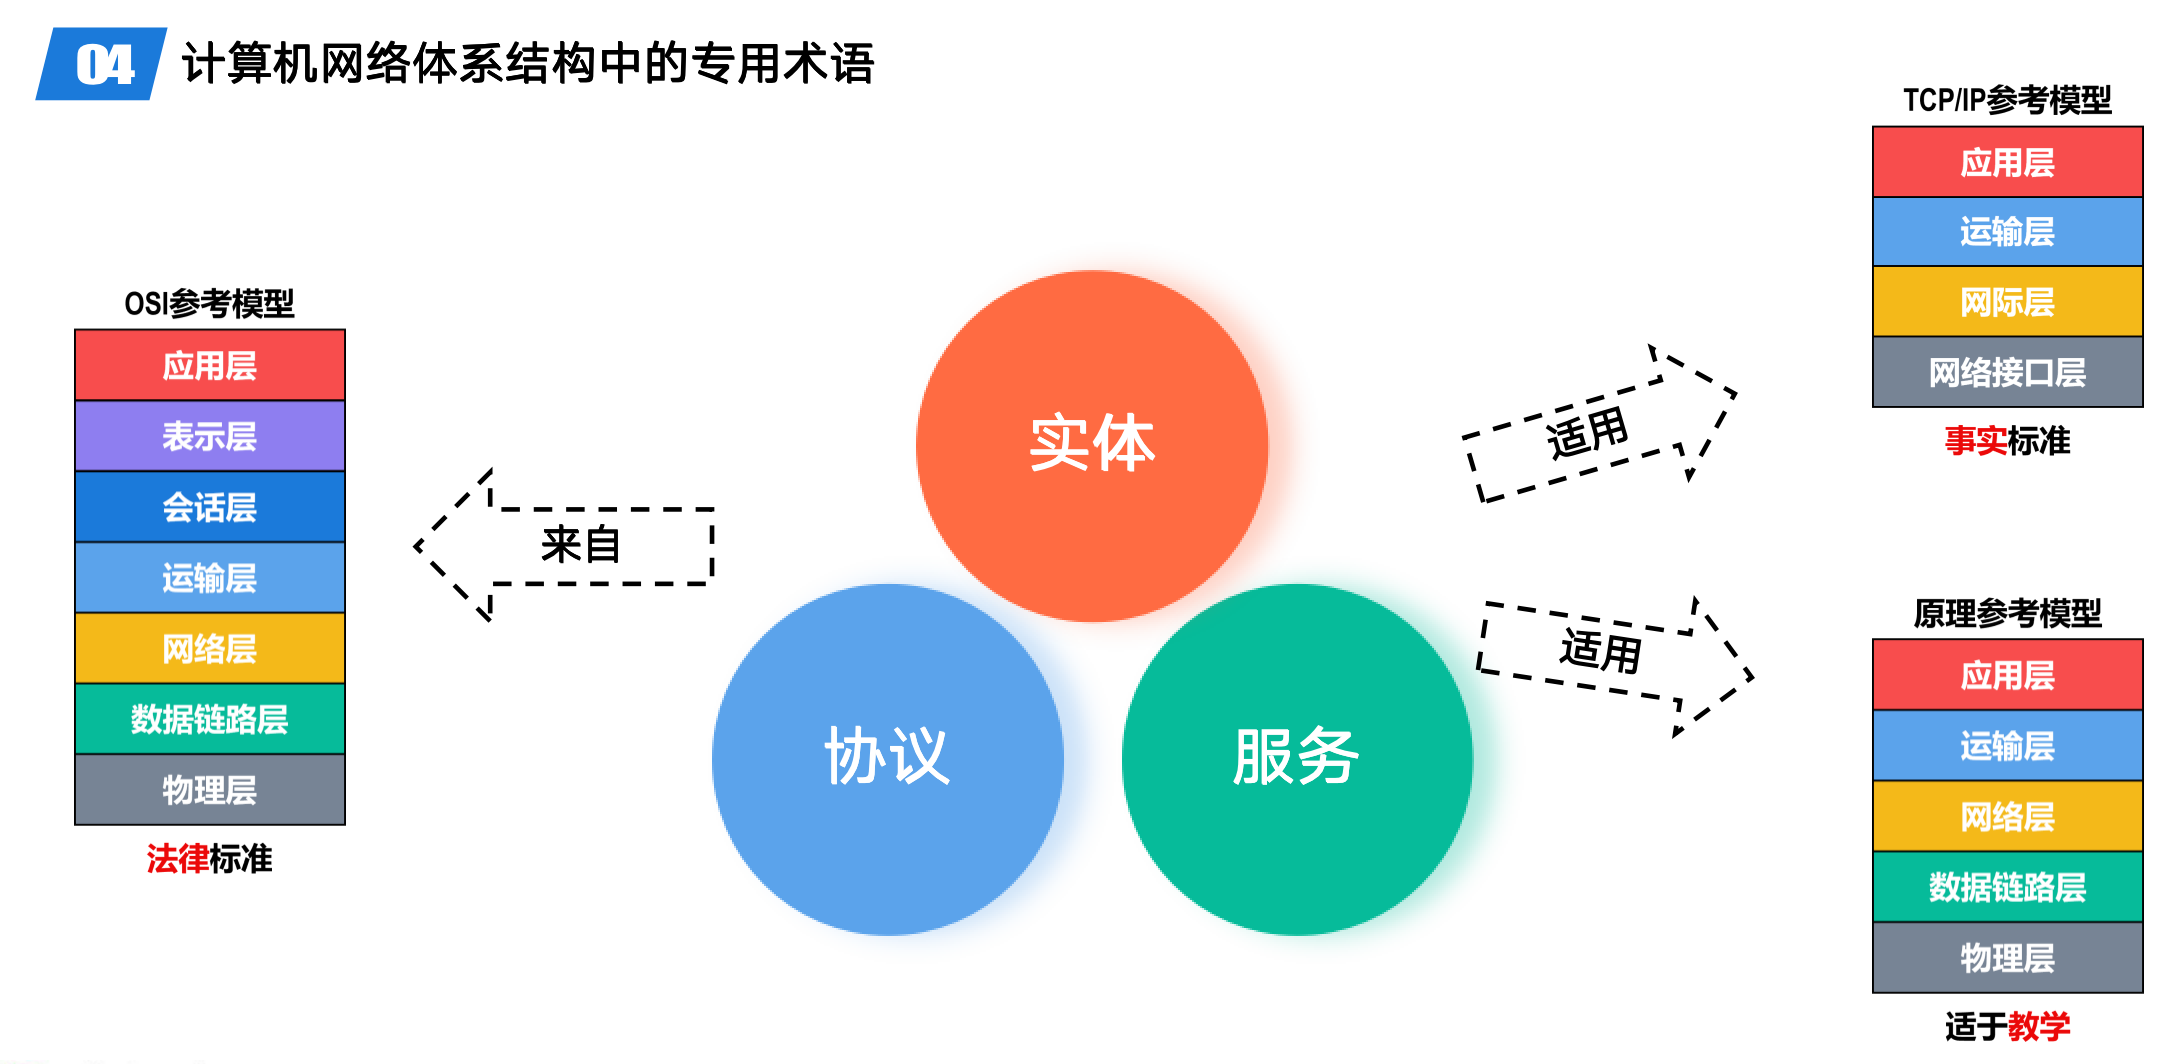 04 计算机网络体系结构中的专用术语
OSI参考模型
应用层
表示层
会话层
运输层
网络层
数据链路层
物理层
法律标准
来自
实体
协议
服务
适用
适用
TCP/IP参考模型
应用层
运输层
网际层
网络接口层
事实标准
原理参考模型
应用层
运输层
网络层
数据链路层
物理层
适于教学